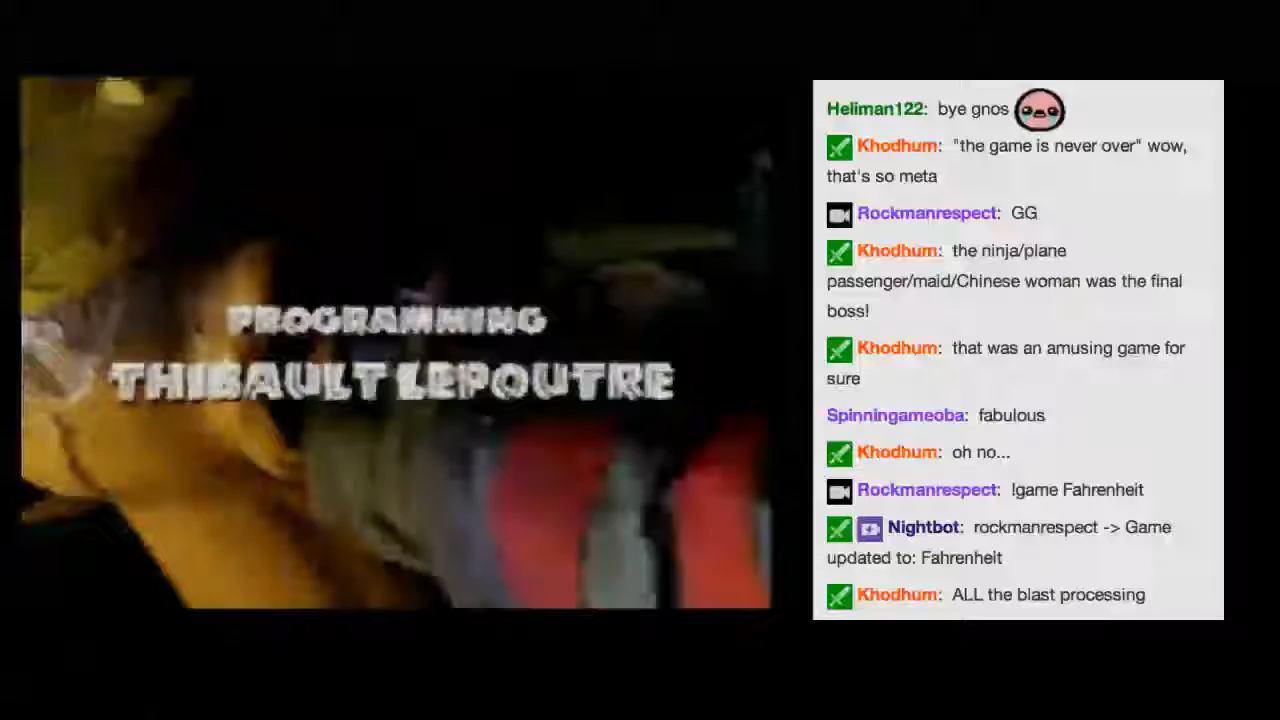 PROGRAMMING
THIBAULT LEPOUTRE
Heliman122: bye gnos
Khodhum: "the game is never over" wow,
that's so meta
Rockmanrespect: GG
Khodhum: the ninja/plane
passenger/maid/Chinese woman was the final
boss!
Khodhum: that was an amusing game for
sure
Spinningameoba: fabulous
Khodhum: oh no...
Rockmanrespect: !game Fahrenheit
Nightbot: rockmanrespect -> Game
updated to: Fahrenheit
Khodhum: ALL the blast processing